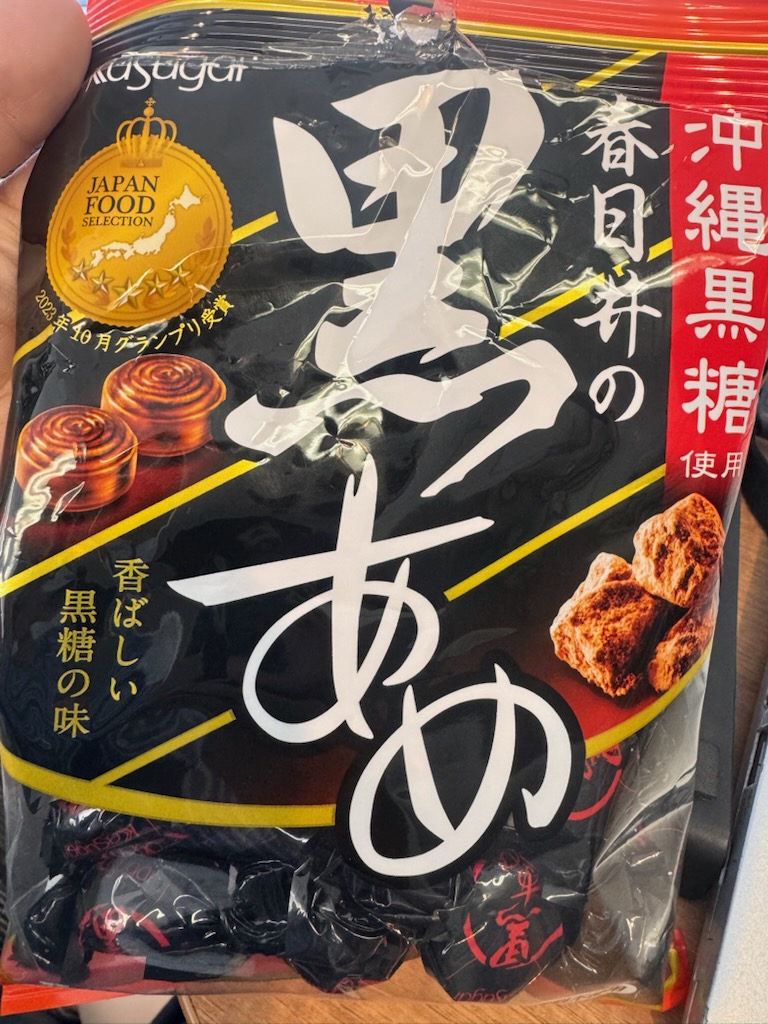 Kasugai
JAPAN
FOOD
SELECTION
2023年10月グランプリ受賞
沖縄黒糖
使用
春日井の
黒あめ
香ばしい
黒糖の味